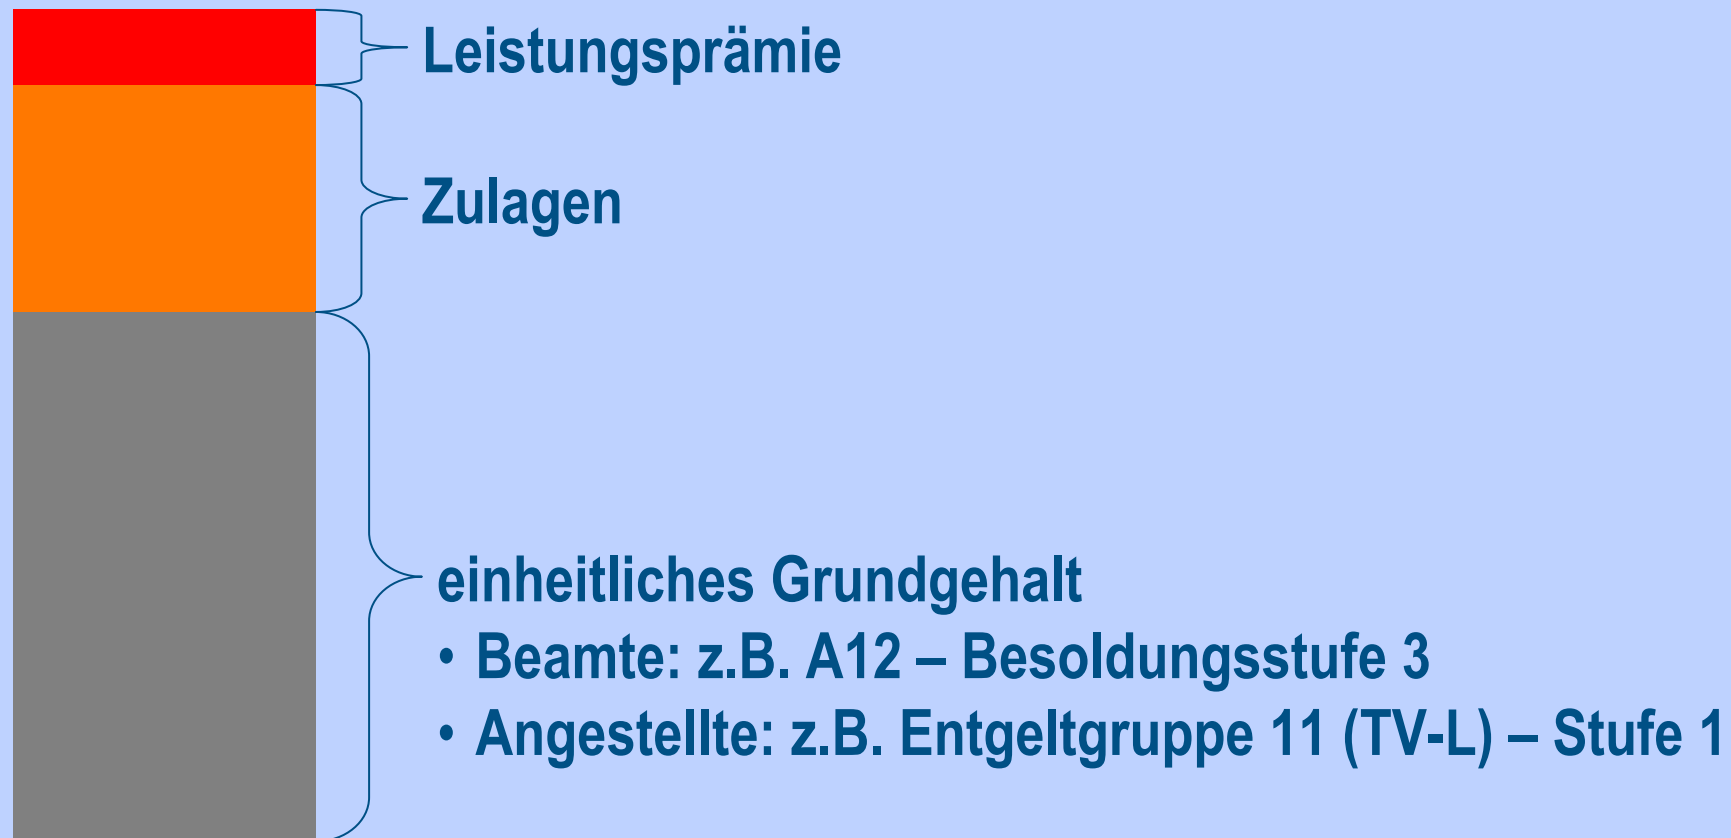 Leistungsprämie
Zulagen
einheitliches Grundgehalt
• Beamte: z.B. A12 – Besoldungsstufe 3
• Angestellte: z.B. Entgeltgruppe 11 (TV-L) – Stufe 1